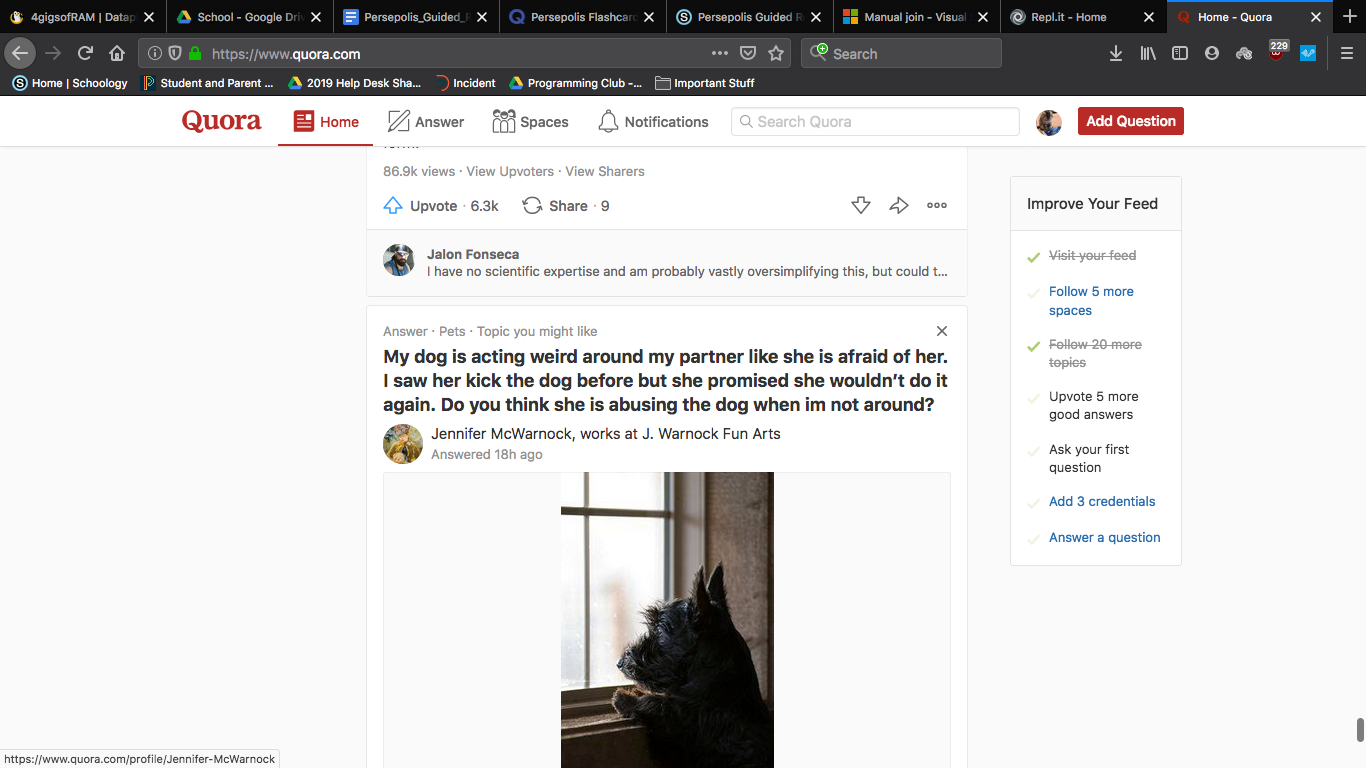 4gigsofRAM | Datap
School - Google Driv
Persepolis_Guided_R
Persepolis Flashcard
Persepolis Guided Re
Manual join - Visual
Repl.it - Home
Home - Quora
https://www.quora.com
Search
229
Home | Schoology
Student and Parent ...
2019 Help Desk Sha...
Incident
Programming Club -...
Important Stuff
Quora
Home
Answer
Spaces
Notifications
Search Quora
Add Question
86.9k views · View Upvoters · View Sharers
Upvote · 6.3k
Share · 9
Jalon Fonseca
I have no scientific expertise and am probably vastly oversimplifying this, but could t...
Answer · Pets · Topic you might like
My dog is acting weird around my partner like she is afraid of her.
I saw her kick the dog before but she promised she wouldn’t do it
again. Do you think she is abusing the dog when im not around?
Jennifer McWarnock, works at J. Warnock Fun Arts
Answered 18h ago
Improve Your Feed
Visit your feed
Follow 5 more
spaces
Follow 20 more
topics
Upvote 5 more
good answers
Ask your first
question
Add 3 credentials
Answer a question
https://www.quora.com/profile/Jennifer-McWarnock